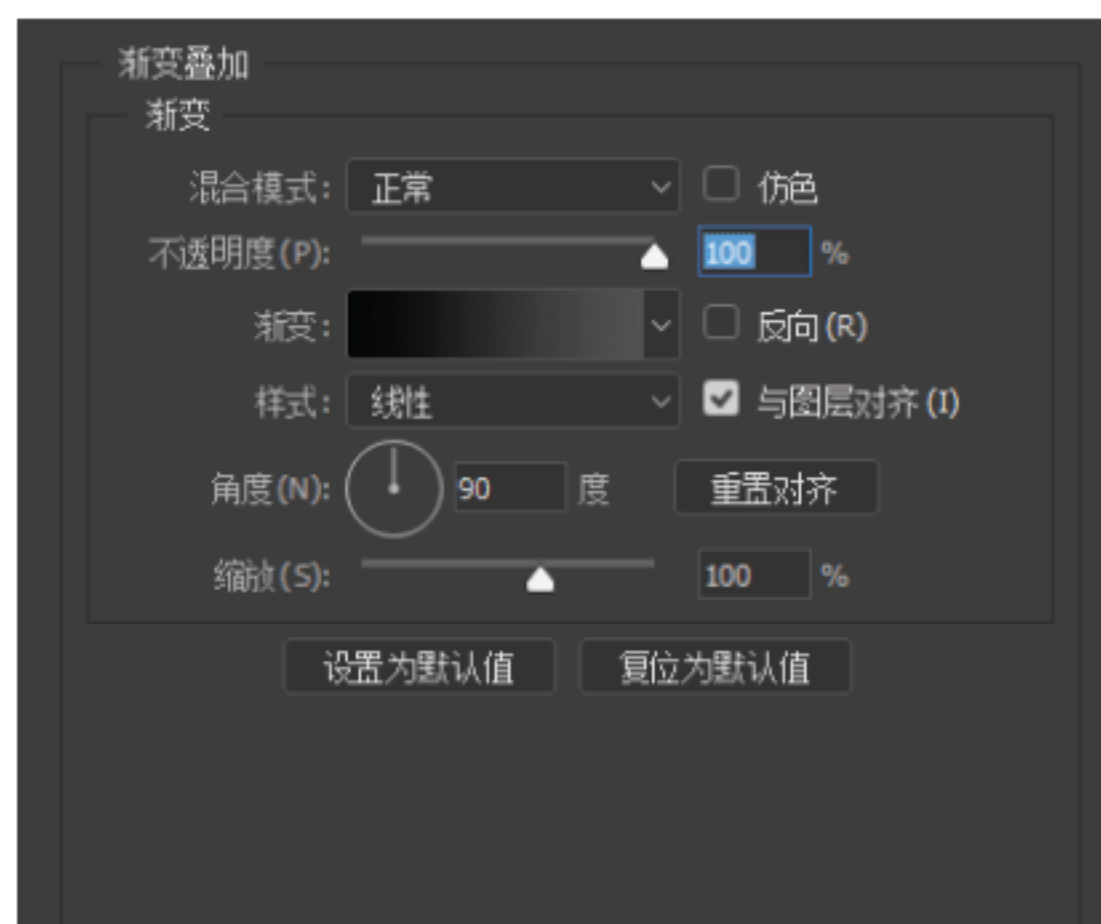 渐变叠加
渐变
混合模式: 正常 仿色
不透明度(P): 100 %
渐变: 反向(R)
样式: 线性 与图层对齐(I)
角度(N): 90 度 重置对齐
缩放(S): 100 %
设置为默认值 复位为默认值